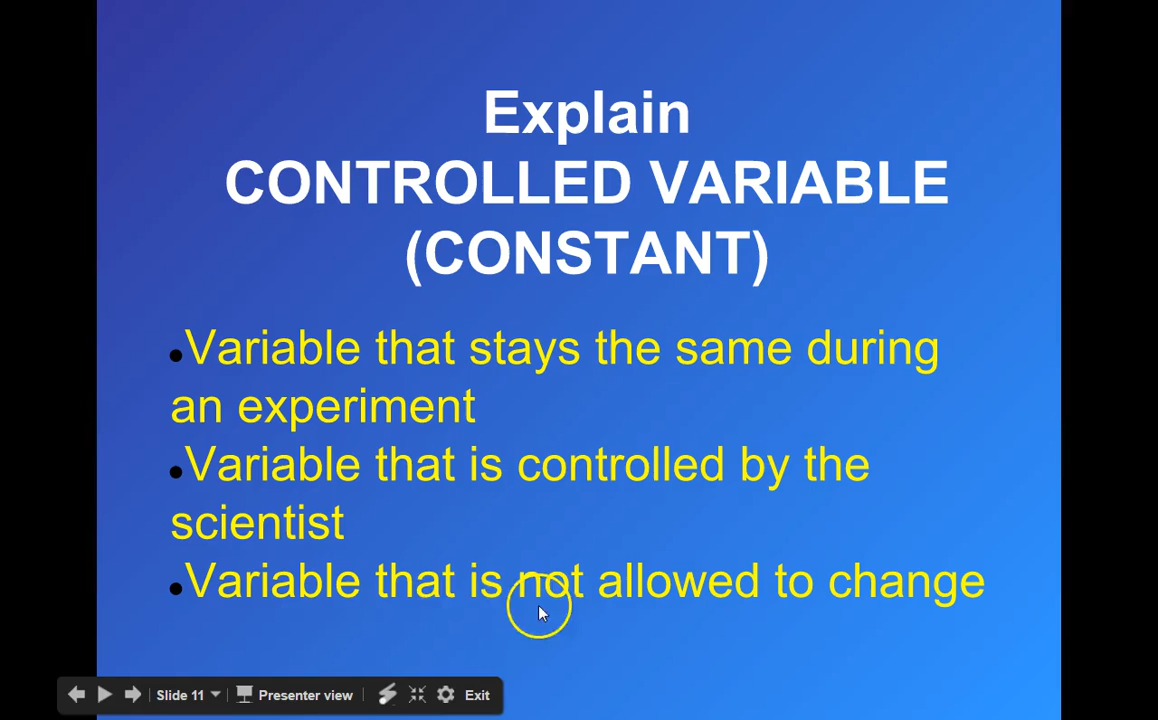 Explain
CONTROLLED VARIABLE
(CONSTANT)
•Variable that stays the same during
an experiment
•Variable that is controlled by the
scientist
•Variable that is not allowed to change
Slide 11 Presenter view Exit